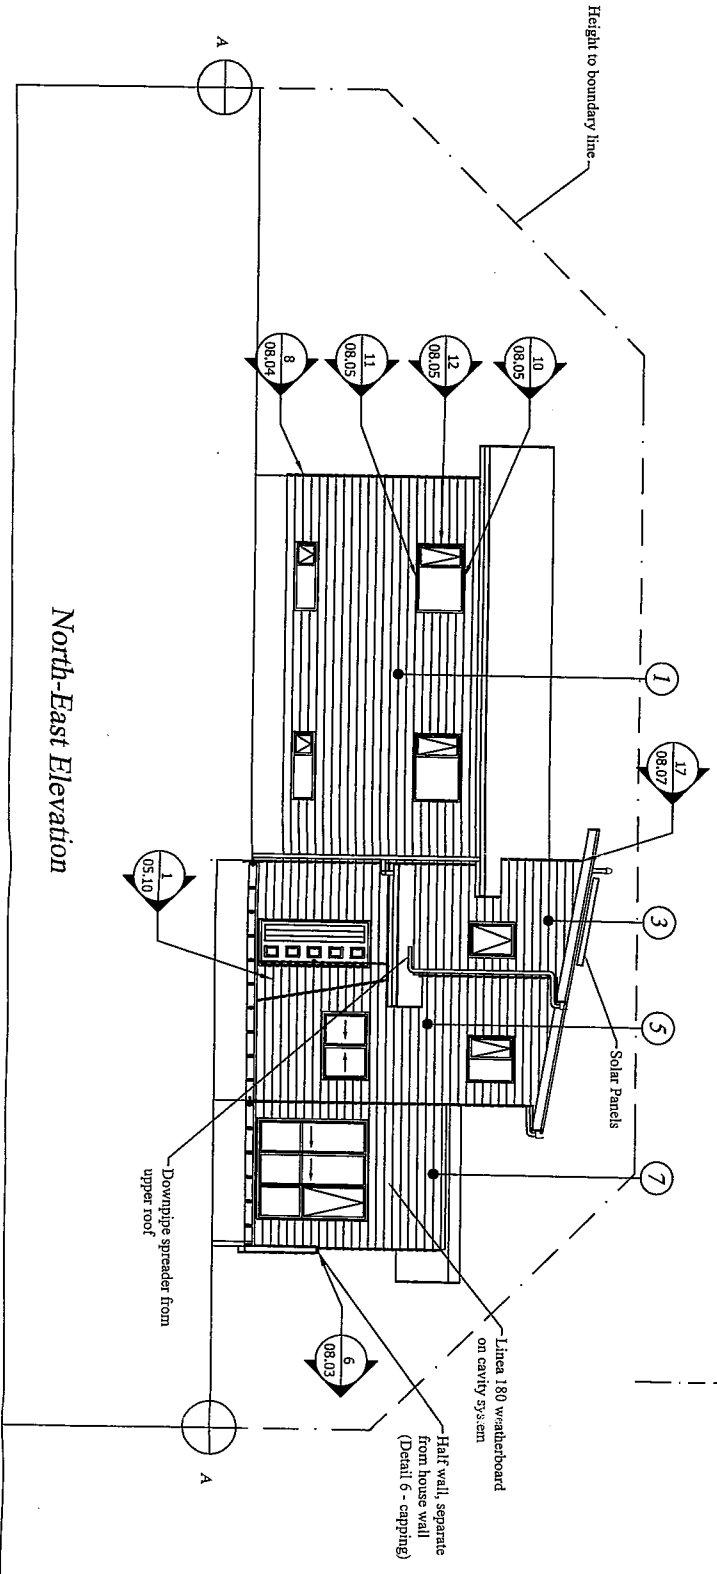 Height to boundary line
A
10
08.05
12
08.05
11
08.05
8
08.04
1
17
08.07
3
Solar Panels
5
7
1
05.10
Downpipe spreader from
upper roof
Linea 180 weatherboard
on cavity system
6
08.03
Half wall, separate
from house wall
(Detail 6 - capping)
A
North-East Elevation